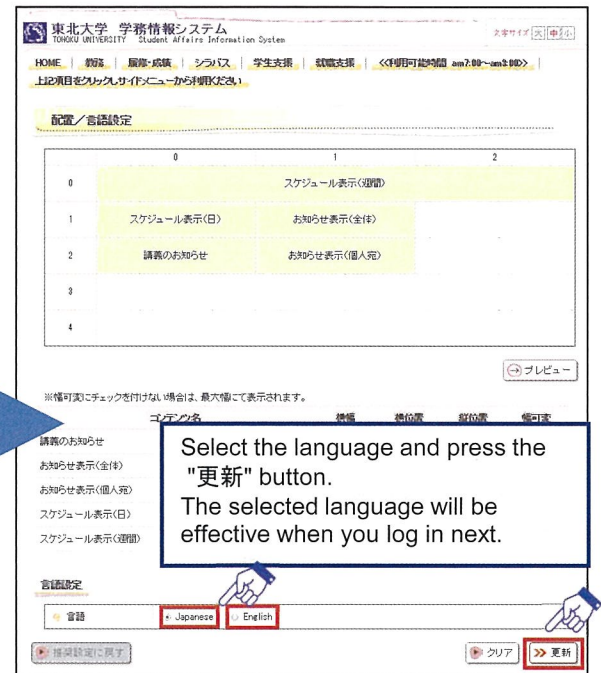 東北大学 学務情報システム
TOHOKU UNIVERSITY Student Affairs Information System
文字サイズ 大 中 小
HOME | 教務 | 履修・成績 | シラバス | 学生支援 | 就職支援 | <<利用可能時間 am7:00～am3:00>> |
上記項目をクリックしサイドメニューから利用ください
配置/言語設定
0 1 2
0 スケジュール表示(週間)
1 スケジュール表示(日) お知らせ表示(全体)
2 講義のお知らせ お知らせ表示(個人宛)
3
4
プレビュー
※幅可変にチェックを付けない場合は、最大幅にて表示されます。
コンテンツ名 横幅 横位置 縦位置 幅可変
講義のお知らせ
お知らせ表示(全体)
お知らせ表示(個人宛)
スケジュール表示(日)
スケジュール表示(週間)
Select the language and press the
"更新" button.
The selected language will be
effective when you log in next.
言語設定
言語 Japanese English
推奨設定に戻す クリア >> 更新